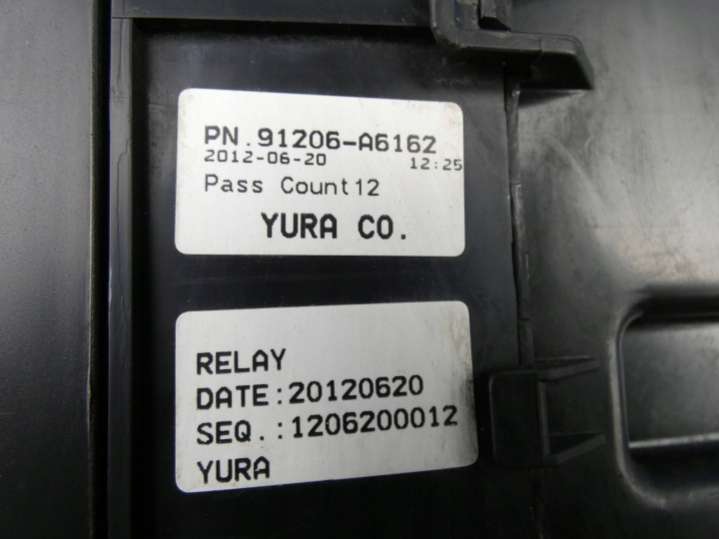 PN.91206-A6162
2012-06-20 12:25
Pass Count12
YURA CO.
RELAY
DATE:20120620
SEQ.:1206200012
YURA